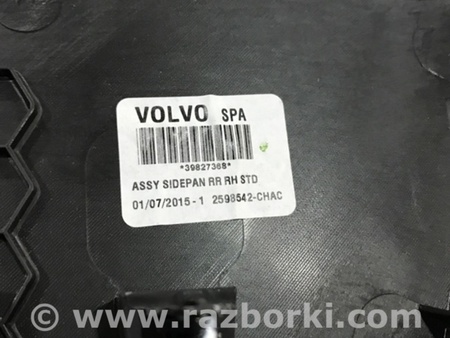 VOLVO SPA
*39827368*
ASSY SIDEPAN RR RH STD
01/07/2015-1 2598542-CHAC
© www.razborki.com